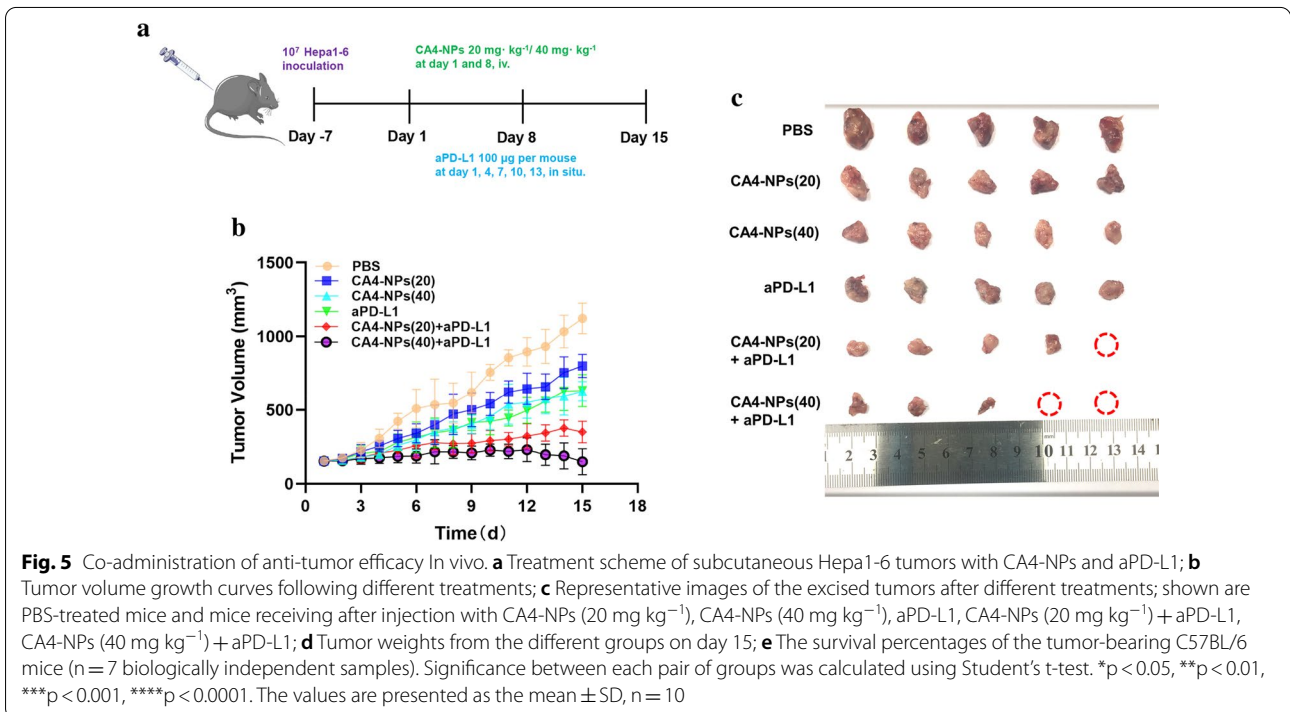 a
10⁷ Hepa1-6
inoculation
CA4-NPs 20 mg· kg⁻¹/ 40 mg· kg⁻¹
at day 1 and 8, iv.
Day -7
Day 1
Day 8
Day 15
aPD-L1 100 μg per mouse
at day 1, 4, 7, 10, 13, in situ.
b
Tumor Volume (mm³)
1500
1000
500
0
PBS
CA4-NPs(20)
CA4-NPs(40)
aPD-L1
CA4-NPs(20)+aPD-L1
CA4-NPs(40)+aPD-L1
0 3 6 9 12 15 18
Time (d)
c
PBS
CA4-NPs(20)
CA4-NPs(40)
aPD-L1
CA4-NPs(20)
+ aPD-L1
CA4-NPs(40)
+ aPD-L1
1 2 3 4 5 6 7 8 9 10 11 12 13 14
Fig. 5 Co-administration of anti-tumor efficacy In vivo. a Treatment scheme of subcutaneous Hepa1-6 tumors with CA4-NPs and aPD-L1; b
Tumor volume growth curves following different treatments; c Representative images of the excised tumors after different treatments; shown are
PBS-treated mice and mice receiving after injection with CA4-NPs (20 mg kg⁻¹), CA4-NPs (40 mg kg⁻¹), aPD-L1, CA4-NPs (20 mg kg⁻¹) + aPD-L1,
CA4-NPs (40 mg kg⁻¹) + aPD-L1; d Tumor weights from the different groups on day 15; e The survival percentages of the tumor-bearing C57BL/6
mice (n = 7 biologically independent samples). Significance between each pair of groups was calculated using Student's t-test. *p < 0.05, **p < 0.01,
***p < 0.001, ****p < 0.0001. The values are presented as the mean ± SD, n = 10